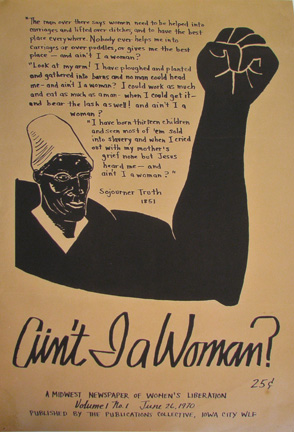 "The man over there says women need to be helped into
carriages and lifted over ditches, and to have the best
place everywhere. Nobody ever helps me into
carriages or over puddles, or gives me the best
place — and ain't I a woman?
"Look at my arm! I have ploughed and planted
and gathered into barns and no man could head
me - and ain't I a woman? I could work as much
and eat as much as a man - when I could get it -
and bear the lash as well! and ain't I a
woman?
"I have born thirteen children
and seen most of 'em sold
into slavery and when I cried
out with my mother's
grief none but Jesus
heard me — and
ain't I a woman?"
Sojourner Truth
1851
Ain't I a Woman?
25¢
A MIDWEST NEWSPAPER OF WOMEN'S LIBERATION
Volume 1 No. 1 June 26, 1970
PUBLISHED BY THE PUBLICATIONS COLLECTIVE, IOWA CITY WLF